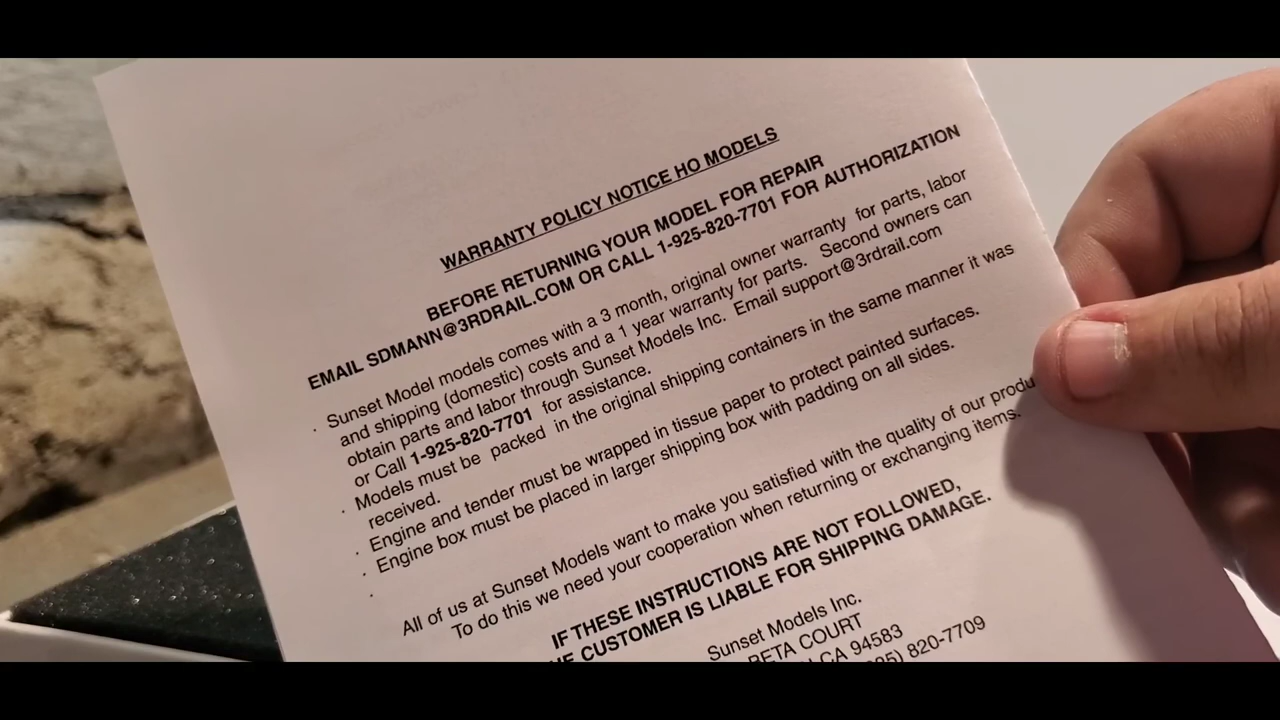 WARRANTY POLICY NOTICE HO MODELS
BEFORE RETURNING YOUR MODEL FOR REPAIR
EMAIL SDMANN@3RDRAIL.COM OR CALL 1-925-820-7701 FOR AUTHORIZATION
· Sunset Model models comes with a 3 month, original owner warranty for parts, labor
and shipping (domestic) costs and a 1 year warranty for parts. Second owners can
obtain parts and labor through Sunset Models Inc. Email support@3rdrail.com
or Call 1-925-820-7701 for assistance.
· Models must be packed in the original shipping containers in the same manner it was
received.
· Engine and tender must be wrapped in tissue paper to protect painted surfaces.
· Engine box must be placed in larger shipping box with padding on all sides.
All of us at Sunset Models want to make you satisfied with the quality of our
To do this we need your cooperation when returning or exchanging items.
IF THESE INSTRUCTIONS ARE NOT FOLLOWED,
CUSTOMER IS LIABLE FOR SHIPPING DAMAGE.
Sunset Models Inc.
BETA COURT
CA 94583
820-7709